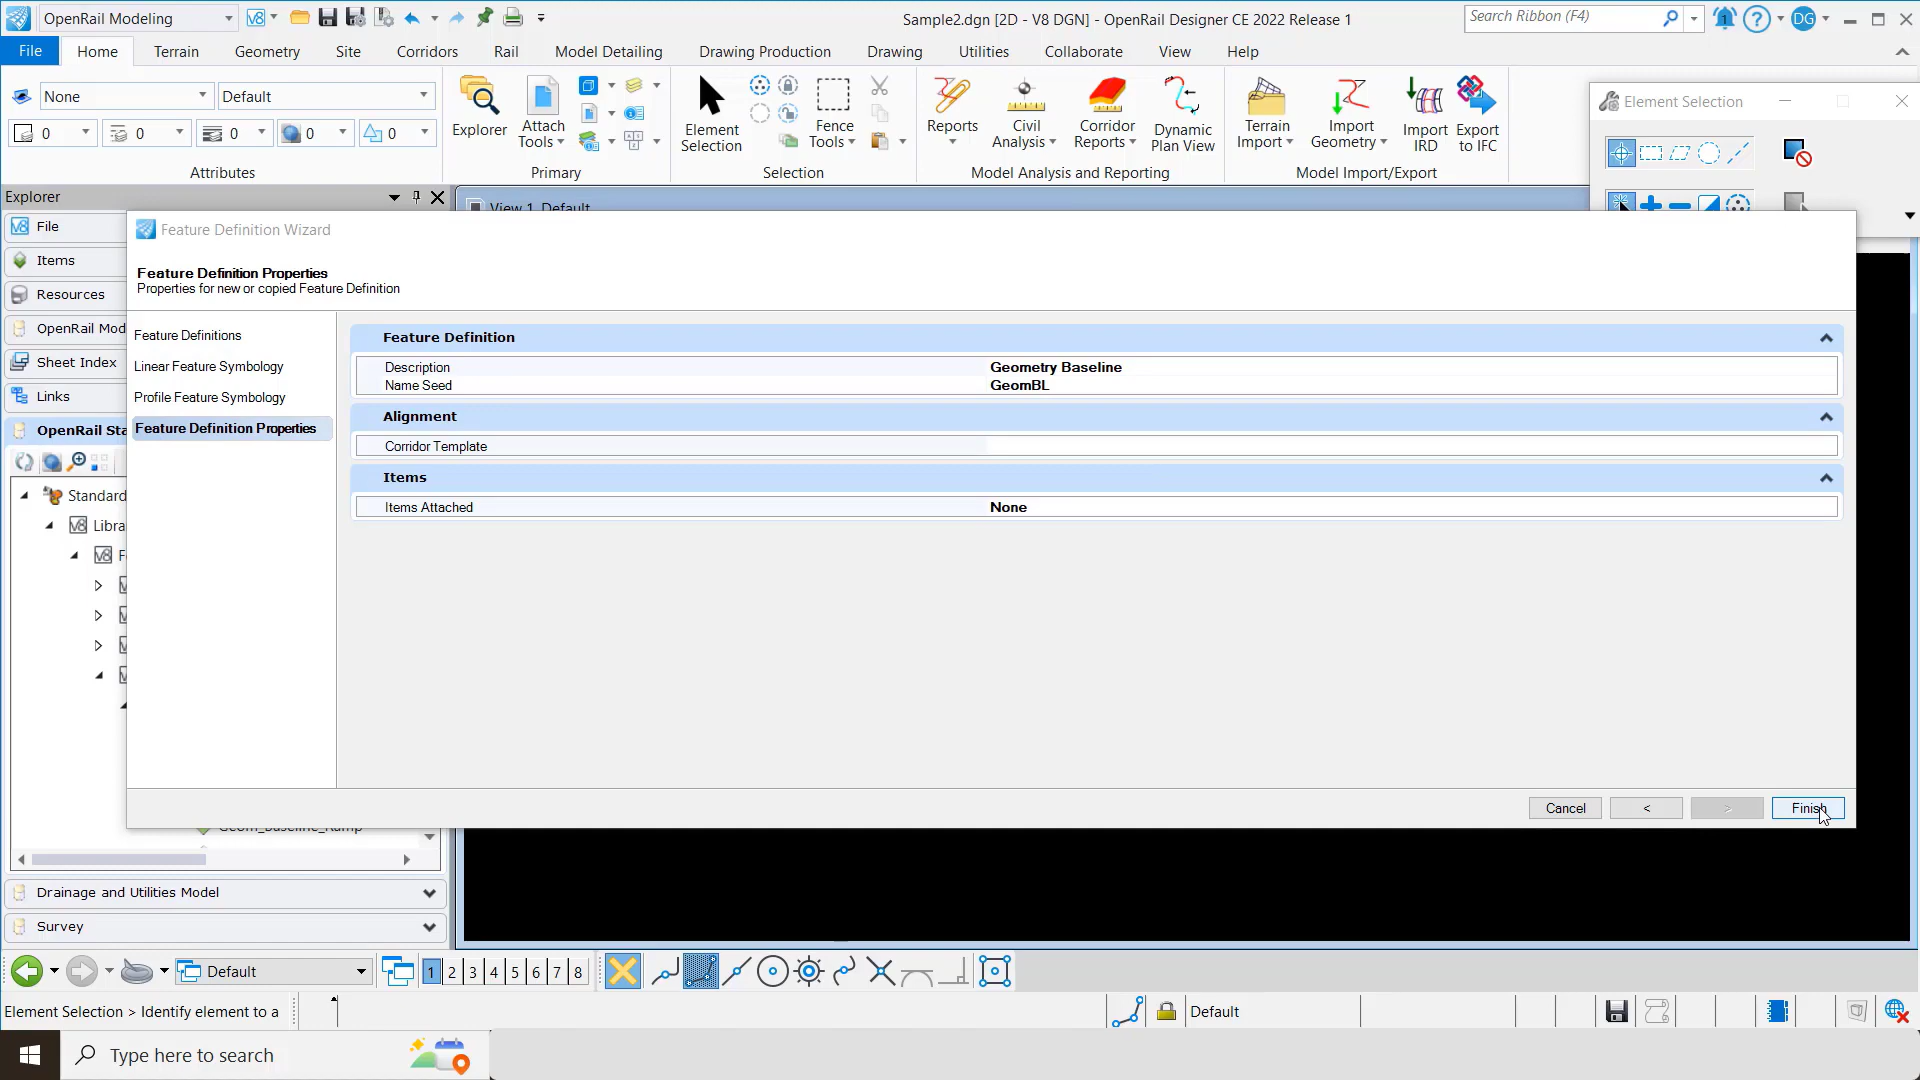 OpenRail Modeling
Sample2.dgn [2D - V8 DGN] - OpenRail Designer CE 2022 Release 1
Search Ribbon (F4)
DG
File
Home
Terrain
Geometry
Site
Corridors
Rail
Model Detailing
Drawing Production
Drawing
Utilities
Collaborate
View
Help
None
Default
0
0
0
0
0
Attributes
Explorer
Attach Tools
Primary
Element Selection
Fence Tools
Selection
Reports
Civil Analysis
Corridor Reports
Dynamic Plan View
Model Analysis and Reporting
Terrain Import
Import Geometry
Import IRD
Export to IFC
Model Import/Export
Element Selection
Explorer
File
Items
Resources
OpenRail Mod
Sheet Index
Links
OpenRail Sta
Standard
Libra
View 1, Default
Feature Definition Wizard
Feature Definition Properties
Properties for new or copied Feature Definition
Feature Definitions
Linear Feature Symbology
Profile Feature Symbology
Feature Definition Properties
Feature Definition
Description Geometry Baseline
Name Seed GeomBL
Alignment
Corridor Template
Items
Items Attached None
Cancel
<
>
Finish
Drainage and Utilities Model
Survey
Default
1 2 3 4 5 6 7 8
Element Selection > Identify element to a
Default
Type here to search